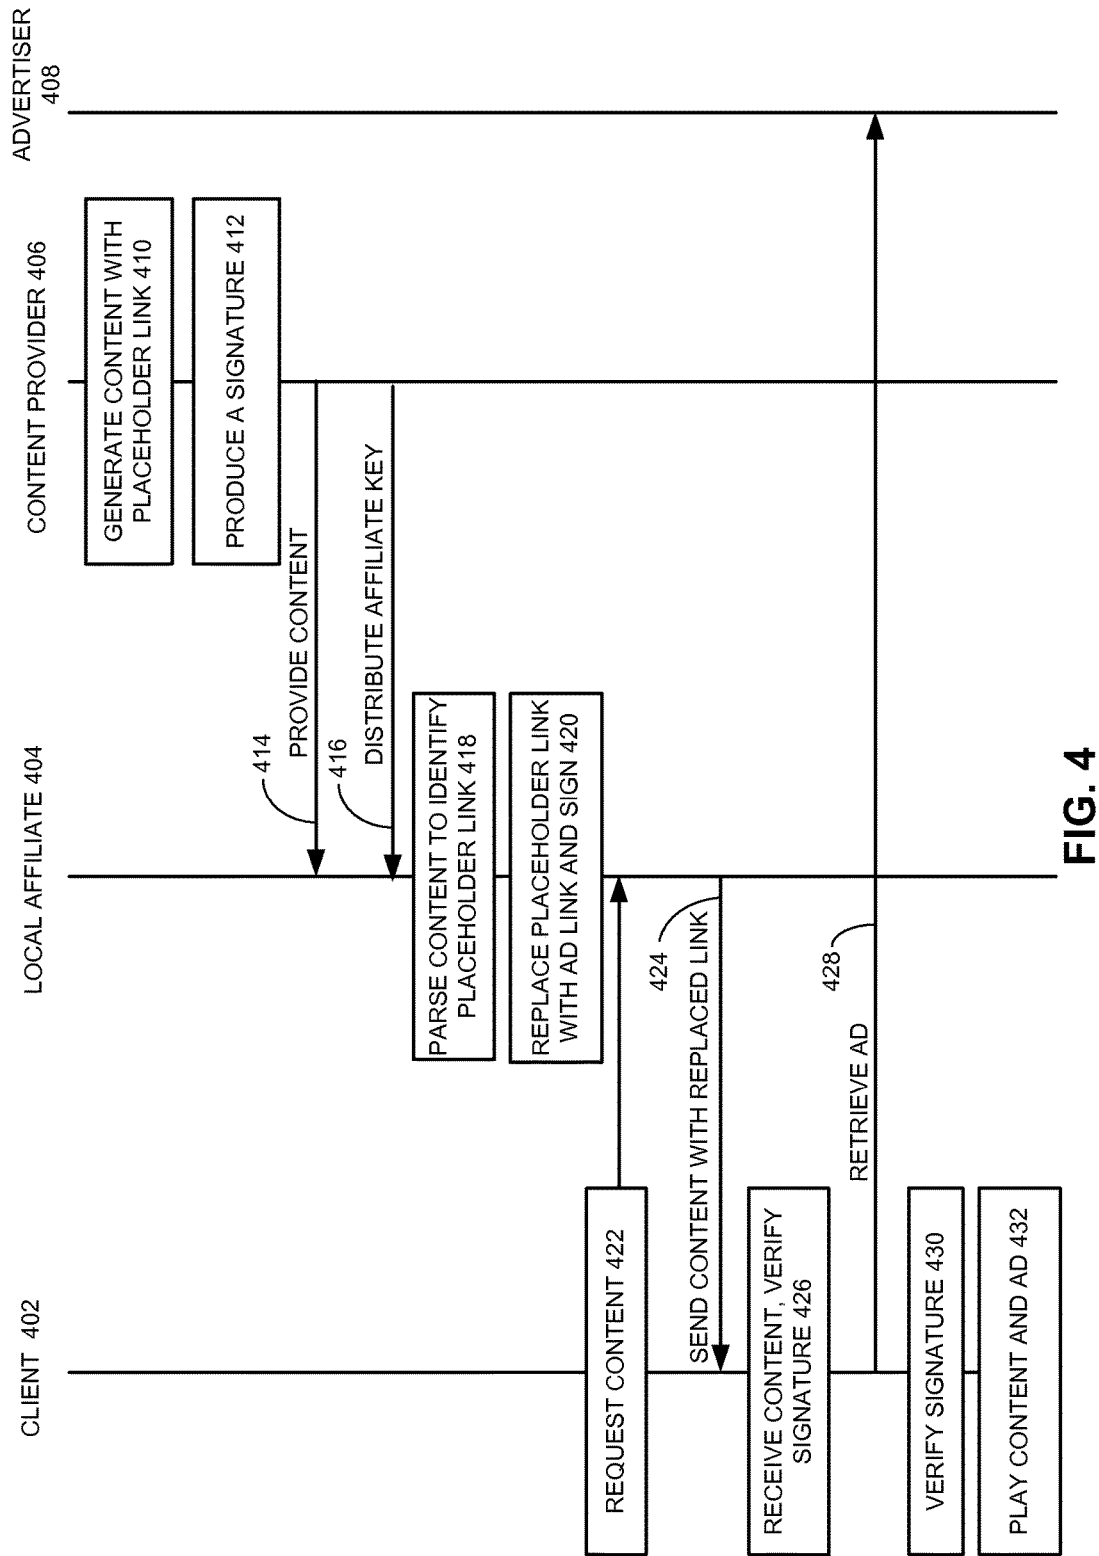 CLIENT 402
LOCAL AFFILIATE 404
CONTENT PROVIDER 406
ADVERTISER
408
GENERATE CONTENT WITH
PLACEHOLDER LINK 410
PRODUCE A SIGNATURE 412
414
PROVIDE CONTENT
416
DISTRIBUTE AFFILIATE KEY
PARSE CONTENT TO IDENTIFY
PLACEHOLDER LINK 418
REPLACE PLACEHOLDER LINK
WITH AD LINK AND SIGN 420
REQUEST CONTENT 422
424
SEND CONTENT WITH REPLACED LINK
RECEIVE CONTENT, VERIFY
SIGNATURE 426
428
RETRIEVE AD
VERIFY SIGNATURE 430
PLAY CONTENT AND AD 432
FIG. 4